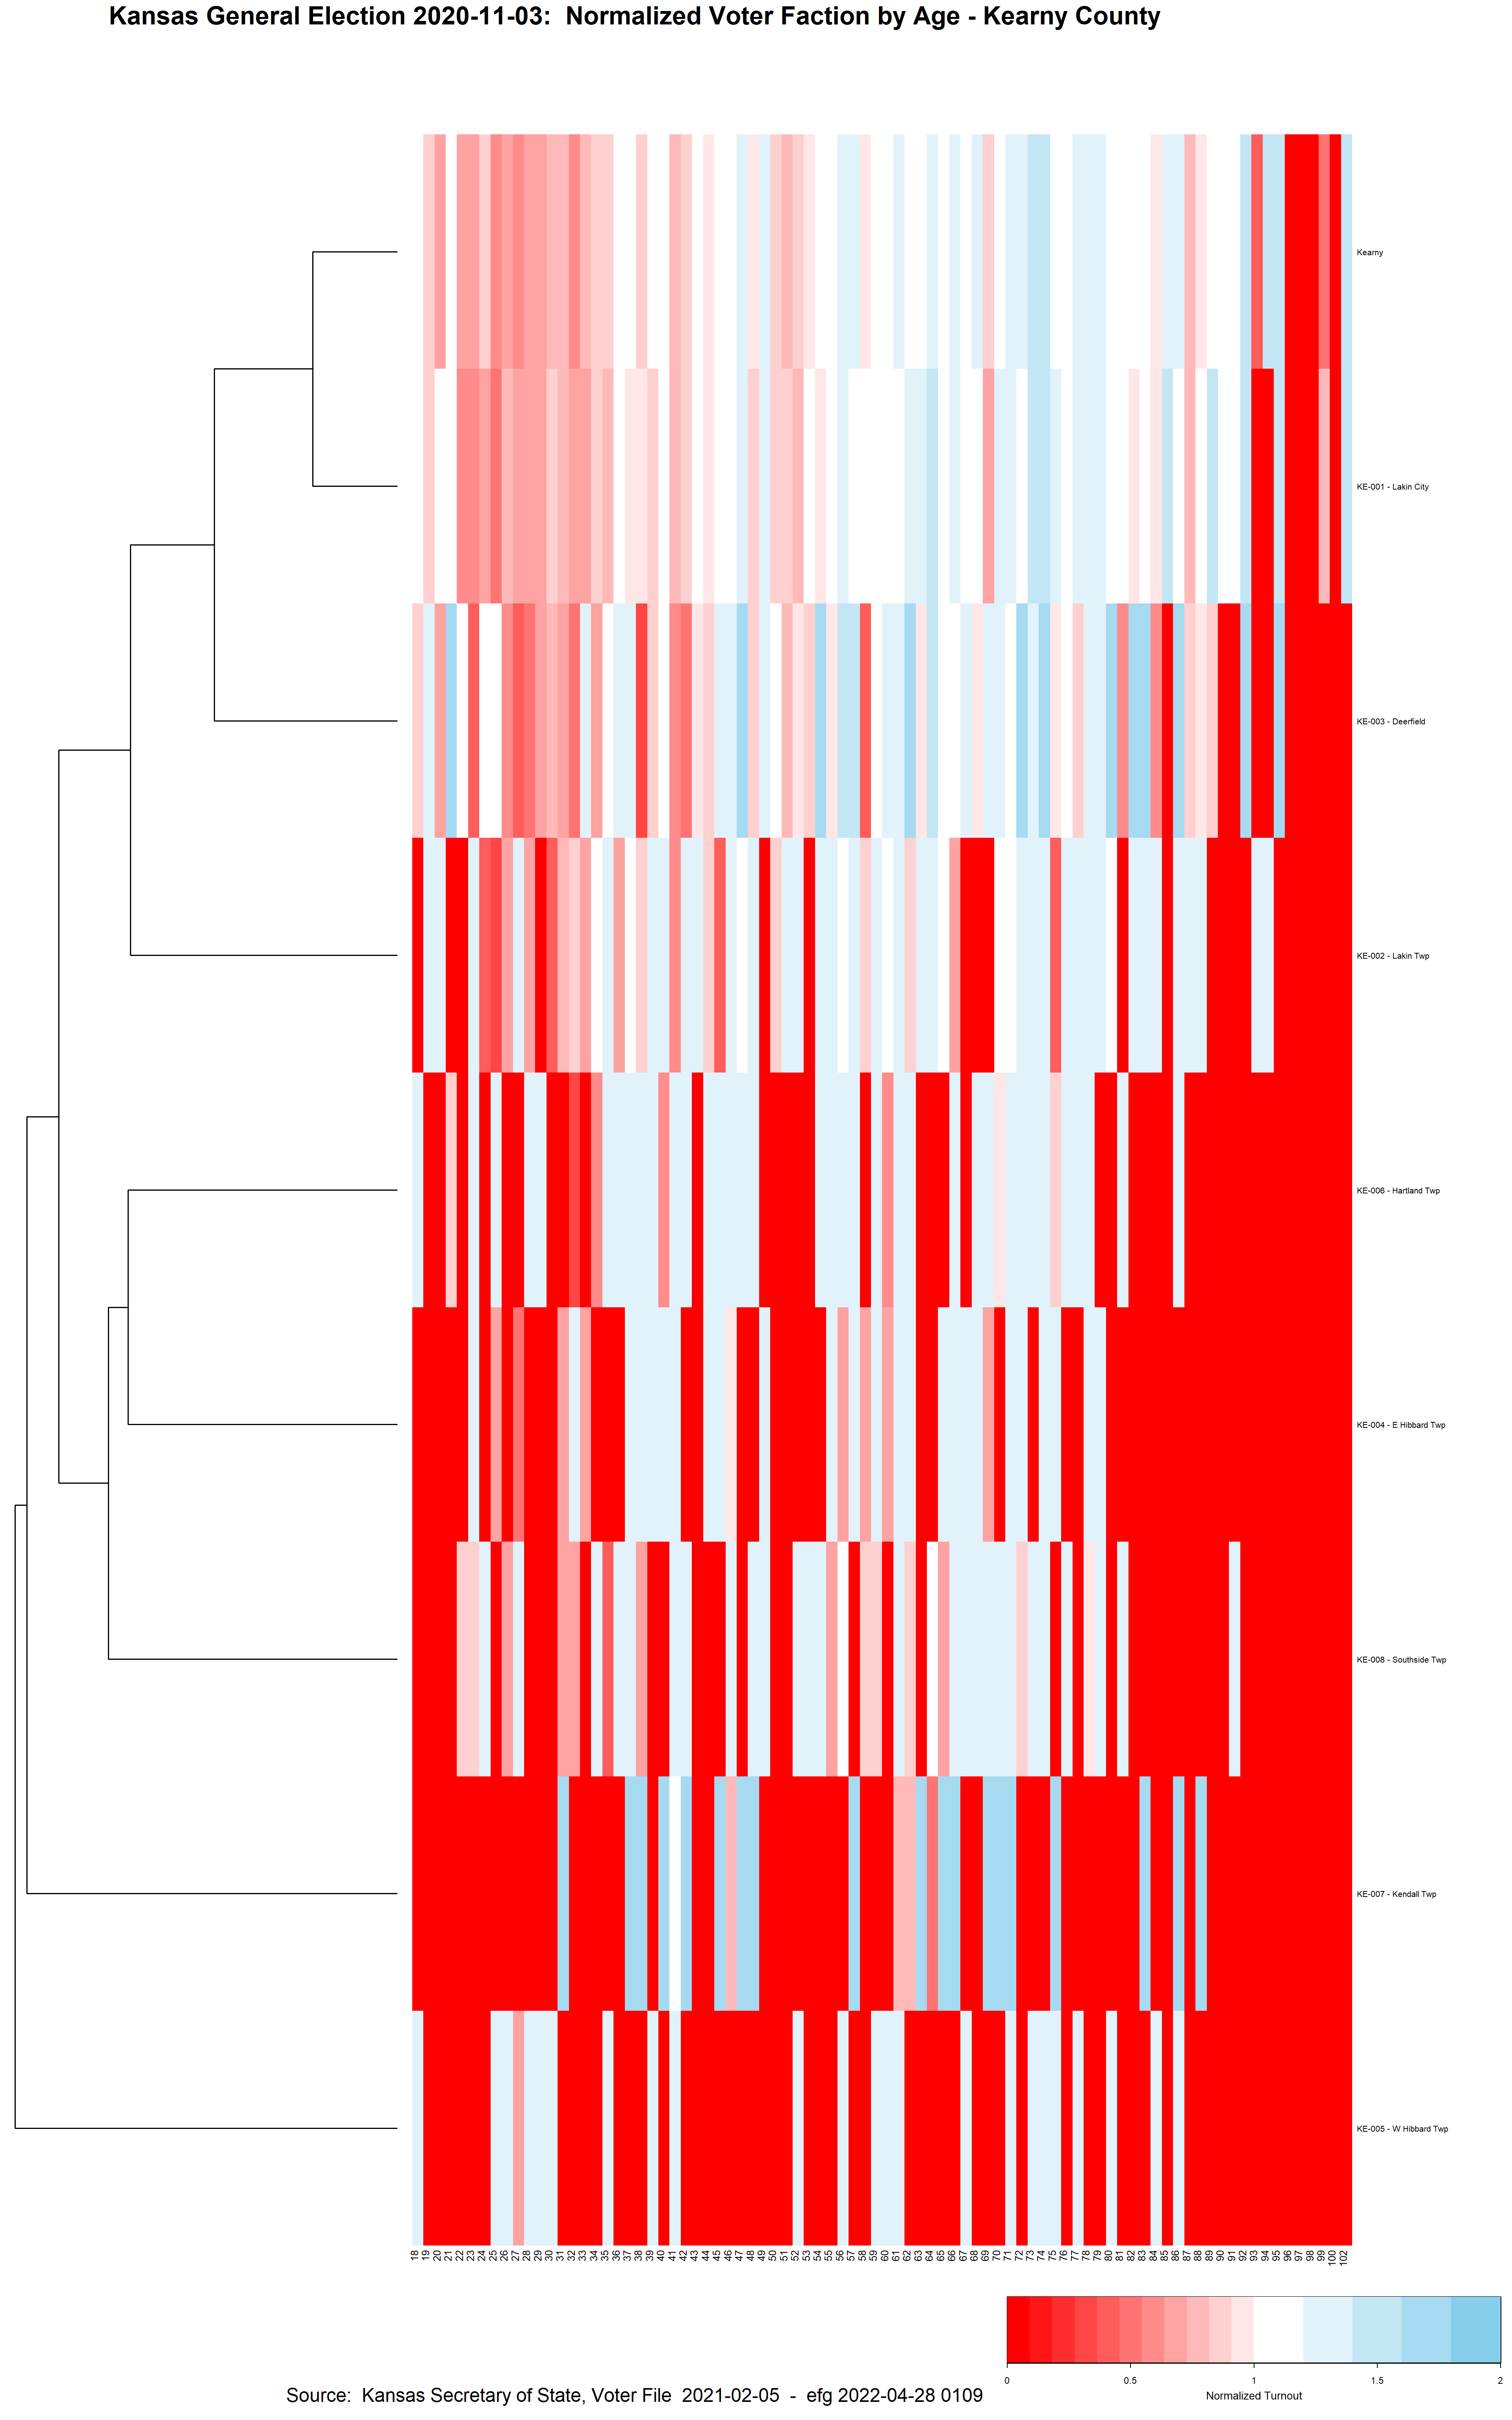 Kansas General Election 2020-11-03:  Normalized Voter Faction by Age - Kearny County
Kearny
KE-001 - Lakin City
KE-003 - Deerfield
KE-002 - Lakin Twp
KE-006 - Hartland Twp
KE-004 - E Hibbard Twp
KE-008 - Southside Twp
KE-007 - Kendall Twp
KE-005 - W Hibbard Twp
18 19 20 21 22 23 24 25 26 27 28 29 30 31 32 33 34 35 36 37 38 39 40 41 42 43 44 45 46 47 48 49 50 51 52 53 54 55 56 57 58 59 60 61 62 63 64 65 66 67 68 69 70 71 72 73 74 75 76 77 78 79 80 81 82 83 84 85 86 87 88 89 90 91 92 93 94 95 96 97 98 99 100 102
0 0.5 1 1.5 2
Normalized Turnout
Source:  Kansas Secretary of State, Voter File  2021-02-05  -  efg 2022-04-28 0109